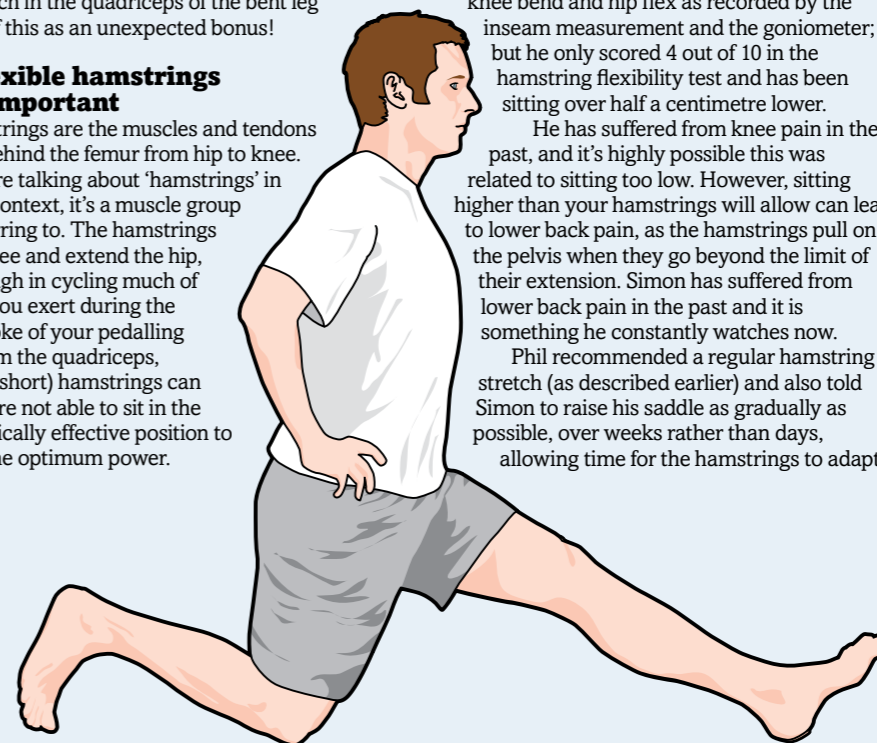 ch in the quadriceps of the bent leg
f this as an unexpected bonus!
exible hamstrings
mportant
trings are the muscles and tendons
ehind the femur from hip to knee.
re talking about ‘hamstrings’ in
ontext, it’s a muscle group
ring to. The hamstrings
ee and extend the hip,
gh in cycling much of
ou exert during the
ke of your pedalling
m the quadriceps,
short) hamstrings can
re not able to sit in the
ically effective position to
e optimum power.
knee bend and hip flex as recorded by the
inseam measurement and the goniometer;
but he only scored 4 out of 10 in the
hamstring flexibility test and has been
sitting over half a centimetre lower.
He has suffered from knee pain in the
past, and it’s highly possible this was
related to sitting too low. However, sitting
higher than your hamstrings will allow can lea
to lower back pain, as the hamstrings pull on
the pelvis when they go beyond the limit of
their extension. Simon has suffered from
lower back pain in the past and it is
something he constantly watches now.
Phil recommended a regular hamstring
stretch (as described earlier) and also told
Simon to raise his saddle as gradually as
possible, over weeks rather than days,
allowing time for the hamstrings to adapt